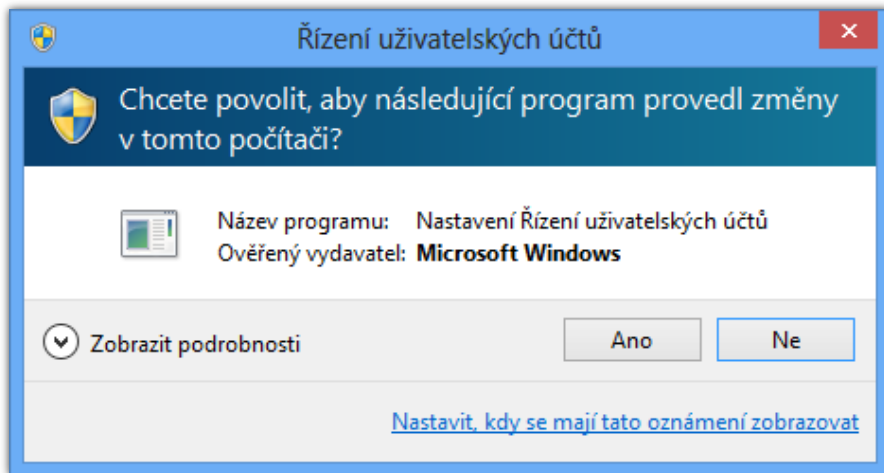 Řízení uživatelských účtů
Chcete povolit, aby následující program provedl změny
v tomto počítači?
Název programu: Nastavení Řízení uživatelských účtů
Ověřený vydavatel: Microsoft Windows
Zobrazit podrobnosti
Ano
Ne
Nastavit, kdy se mají tato oznámení zobrazovat